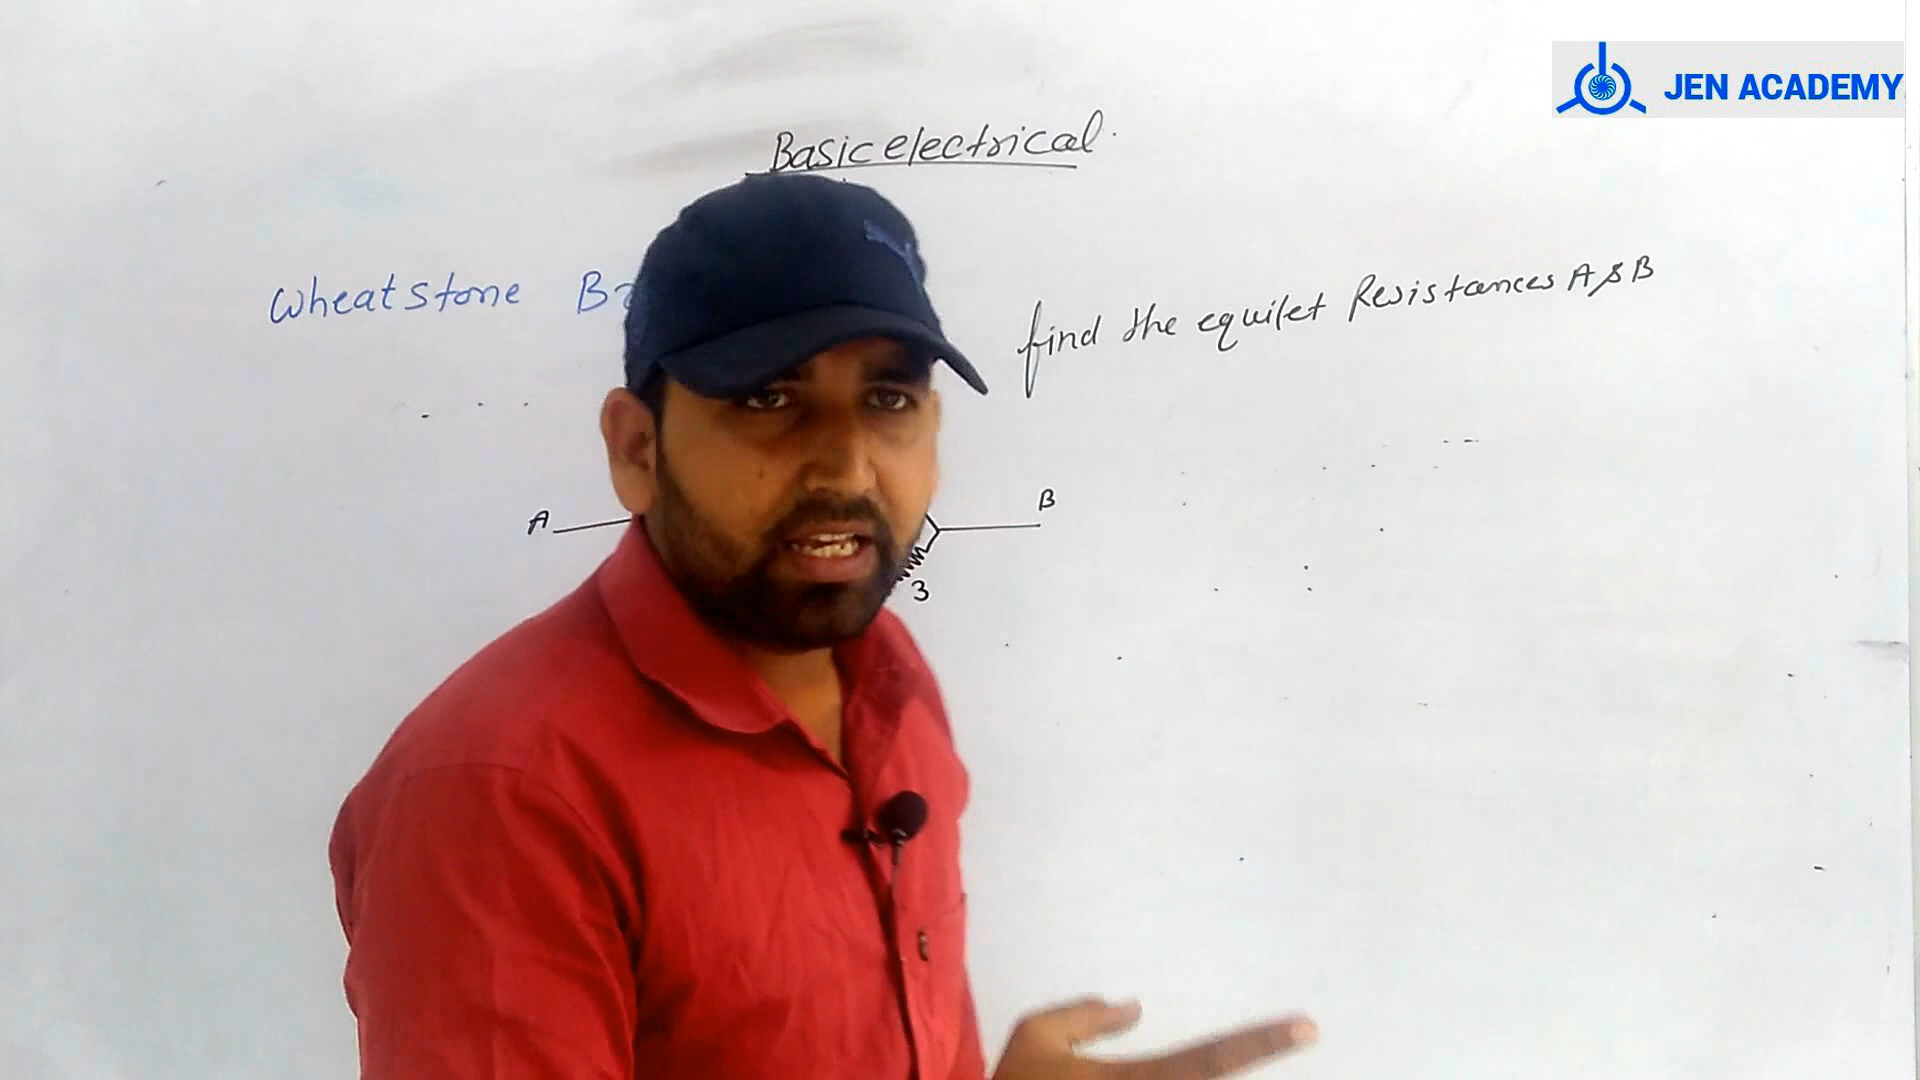 JEN ACADEMY
Basic electrical.
Wheatstone
find the equilet Resistances A & B
A
B
3